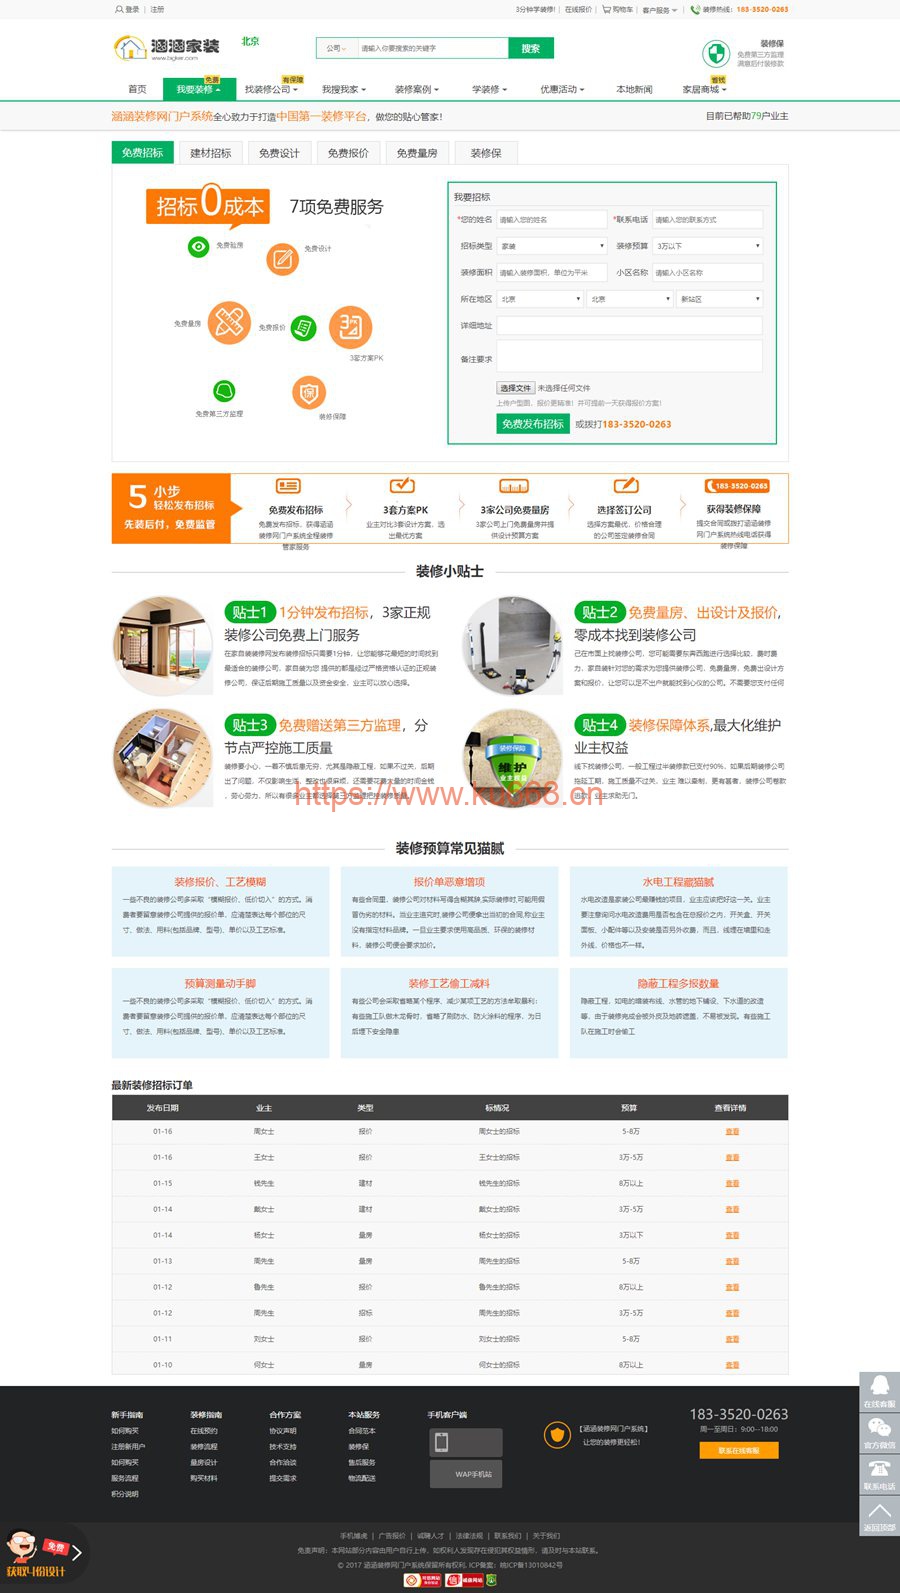 登录 | 注册
3分钟学装修! | 在线报价 | 购物车 | 客户服务 | 装修热线: 183-3520-0263
涵涵家装
北京
公司
请输入你要搜索的关键字
搜索
装修保
免费第三方监理
满意后付装修款
免费
有保障
省钱
首页 我要装修 找装修公司 我搜我家 装修案例 学装修 优惠活动 本地新闻 家居商城
涵涵装修网门户系统全心致力于打造中国第一装修平台，做您的贴心管家！
目前已帮助79户业主
免费招标 建材招标 免费设计 免费报价 免费量房 装修保
招标0成本
7项免费服务
免费验房
免费设计
免费量房
免费报价
3套方案PK
免费第三方监理
装修保障
我要招标
*您的姓名 请输入您的姓名 *联系电话 请输入您的联系方式
招标类型 家装 装修预算 3万以下
装修面积 请输入装修面积，单位为平米 小区名称 请输入小区名称
所在地区 北京 北京 新站区
详细地址
备注要求
选择文件 未选择任何文件
上传户型图，报价更精准！并可提前一天获得报价方案！
免费发布招标 或拨打183-3520-0263
5 小步
轻松发布招标
先装后付，免费监管
免费发布招标
免费发布招标，获得涵涵
装修网门户系统全程装修
管家服务
3套方案PK
业主对比3套设计方案，选
出最优方案
3家公司免费量房
3家公司上门免费量房并提
供设计预算方案
选择签订公司
选择方案最优，价格合理
的公司签定装修合同
183-3520-0263
获得装修保障
提交合同或拨打涵涵装修
网门户系统热线电话获得
装修保障
装修小贴士
贴士1 1分钟发布招标，3家正规
装修公司免费上门服务
在家自装装修网发布装修招标只需要1分钟，让您能够花最短的时间找到
最适合的装修公司，家自装为您 提供的都是经过严格资格认证的正规装
修公司，保证后期施工质量以及资金安全，业主可以放心选择。
贴士2 免费量房、出设计及报价,
零成本找到装修公司
己在市面上找装修公司，您可能需要东奔西跑进行选择比较，费时费
力，家自装针对您的需求为您提供装修公司，免费量房，免费出设计方
案和报价，让您可以足不出户就能找到心仪的公司。不需要您支付任何
贴士3 免费赠送第三方监理，分
节点严控施工质量
装修要小心，一着不慎后患无穷，尤其是隐蔽工程，如果不过关，后期
出了问题，不仅影响生活，整改也很麻烦，还需要花费大量的时间金钱
贴士4 装修保障体系,最大化维护
业主权益
线下找装修公司，一般工程过半装修款已支付90%，如果后期装修公司
拖延工期，施工质量不过关，业主 难以牵制，更有甚者，装修公司卷款
逃跑，业主求助无门。
装修保障
维护
业主权益
https://www.kxdsb.cn
装修预算常见猫腻
装修报价、工艺模糊
一些不良的装修公司多采取“模糊报价、低价切入”的方式。消
费者要留意装修公司提供的报价单，应清楚表达每个部位的尺
寸、做法、用料(包括品牌、型号)、单价以及工艺标准。
报价单恶意增项
有些合同里，装修公司对材料写得含糊其辞,实际装修时,可能用假
冒伪劣的材料。当业主追究时,装修公司便拿出当初的合同,称业主
没有指定材料品牌。一旦业主要求使用高品质、环保的装修材
料，装修公司便会要求加价。
水电工程藏猫腻
水电改造是家装公司最赚钱的项目，业主应该把好这一关。业主
要注意询问水电改造费用是否包含在总报价之内，开关盒、开关
面板、小配件等以及安装是否另外收费，而且，线埋在墙里和走
外线，价格也不一样。
预算测量动手脚
一些不良的装修公司多采取“模糊报价、低价切入”的方式。消
费者要留意装修公司提供的报价单，应清楚表达每个部位的尺
寸、做法、用料(包括品牌、型号)、单价以及工艺标准。
装修工艺偷工减料
有些公司会采取省略某个程序、减少某项工艺的方法牟取暴利：
有些施工队做木龙骨时，省略了刷防水、防火涂料的程序，为日
后埋下安全隐患
隐蔽工程多报数量
隐蔽工程，如电的墙装布线、水管的地下铺设、下水道的改造
等，由于装修完成会被外皮及地砖遮盖，不易被发现。有些施工
队在施工时会偷工
最新装修招标订单
发布日期 业主 类型 标情况 预算 查看详情
01-16 周女士 报价 周女士的招标 5-8万 查看
01-16 王女士 报价 王女士的招标 3万-5万 查看
01-15 钱先生 建材 钱先生的招标 8万以上 查看
01-14 戴女士 建材 戴女士的招标 3万-5万 查看
01-14 杨女士 量房 杨女士的招标 3万以下 查看
01-13 周先生 量房 周先生的招标 5-8万 查看
01-12 鲁先生 报价 鲁先生的招标 8万以上 查看
01-12 周先生 招标 周先生的招标 3万-5万 查看
01-11 刘女士 报价 刘女士的招标 5-8万 查看
01-10 何女士 量房 何女士的招标 8万以上 查看
新手指南 装修指南 合作方案 本站服务 手机客户端
如何购买 在线预约 协议声明 合同范本
注册新用户 装修流程 技术支持 装修保
如何购买 量房设计 合作洽谈 售后服务
服务流程 购买材料 提交需求 物流配送
积分说明
WAP手机站
【涵涵装修网门户系统】
让您的装修更轻松！
183-3520-0263
周一至周日：9:00--18:00
联系在线客服
在线客服
官方微信
联系电话
返回顶部
免费
获取4份设计
手机城虎 | 广告报价 | 诚聘人才 | 法律法规 | 联系我们 | 关于我们
免责声明：本网站部分内容由用户自行上传，如权利人发现存在侵犯其权益情形，请及时与本站联系。
© 2017 涵涵装修网门户系统保留所有权利, ICP备案：皖ICP备13010842号